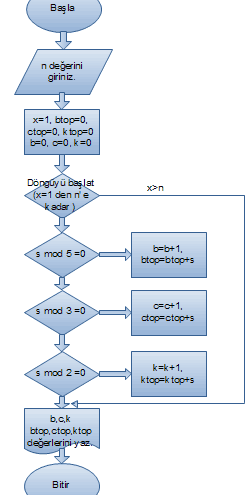 Başla
n değerini
giriniz.
x=1, btop=0,
ctop=0, ktop=0
b=0, c=0, k=0
Döngüyü başlat
(x=1 den n'e
kadar)
x>n
s mod 5=0
b=b+1,
btop=btop+s
s mod 3=0
c=c+1,
ctop=ctop+s
s mod 2=0
k=k+1,
ktop=ktop+s
b,c,k
btop,ctop,ktop
değerlerini yaz.
Bitir